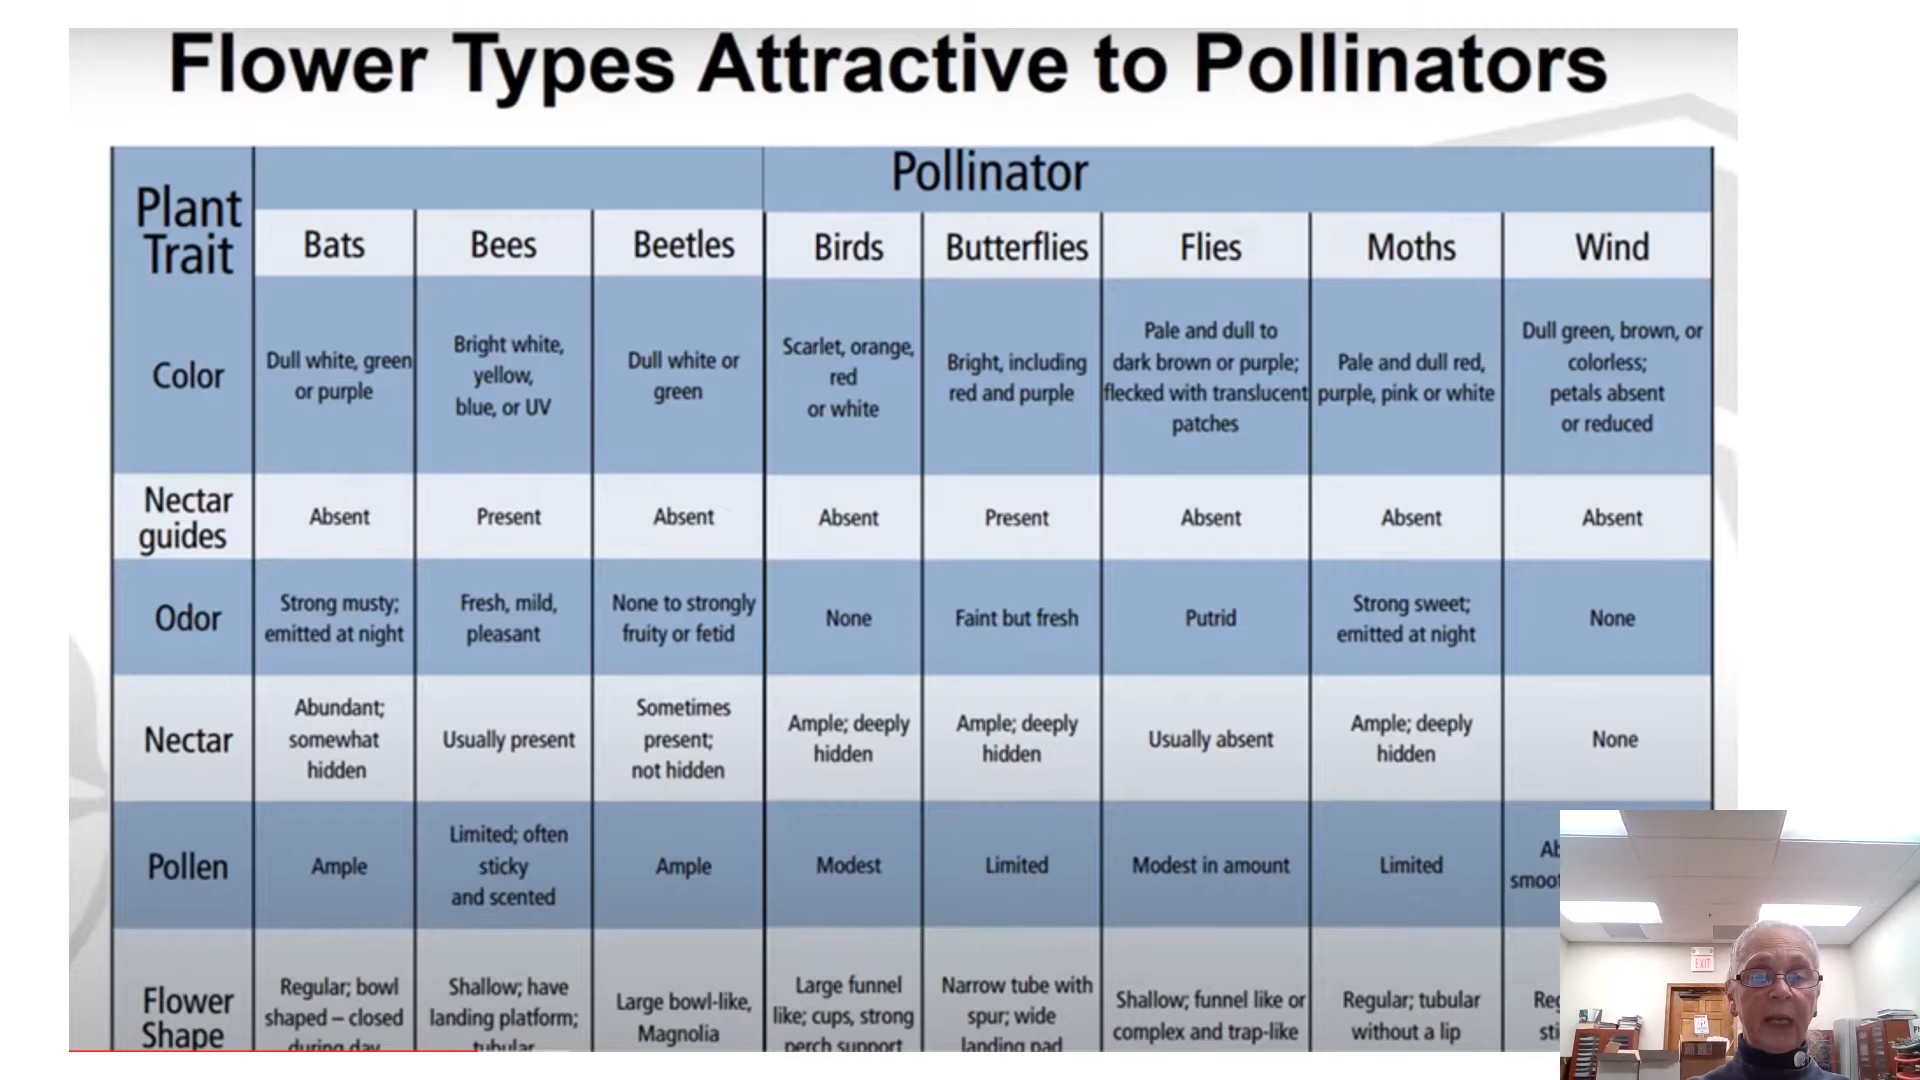 Flower Types Attractive to Pollinators
Pollinator
Plant
Trait
Bats
Bees
Beetles
Birds
Butterflies
Flies
Moths
Wind
Color
Dull white, green
or purple
Bright white,
yellow,
blue, or UV
Dull white or
green
Scarlet, orange,
red
or white
Bright, including
red and purple
Pale and dull to
dark brown or purple;
flecked with translucent
patches
Pale and dull red,
purple, pink or white
Dull green, brown, or
colorless;
petals absent
or reduced
Nectar
guides
Absent
Present
Absent
Absent
Present
Absent
Absent
Absent
Odor
Strong musty;
emitted at night
Fresh, mild,
pleasant
None to strongly
fruity or fetid
None
Faint but fresh
Putrid
Strong sweet;
emitted at night
None
Nectar
Abundant;
somewhat
hidden
Usually present
Sometimes
present;
not hidden
Ample; deeply
hidden
Ample; deeply
hidden
Usually absent
Ample; deeply
hidden
None
Pollen
Ample
Limited; often
sticky
and scented
Ample
Modest
Limited
Modest in amount
Limited
Flower
Shape
Regular; bowl
shaped – closed
during day
Shallow; have
landing platform;
tubular
Large bowl-like,
Magnolia
Large funnel
like; cups, strong
perch support
Narrow tube with
spur; wide
landing pad
Shallow; funnel like or
complex and trap-like
Regular; tubular
without a lip
EXIT